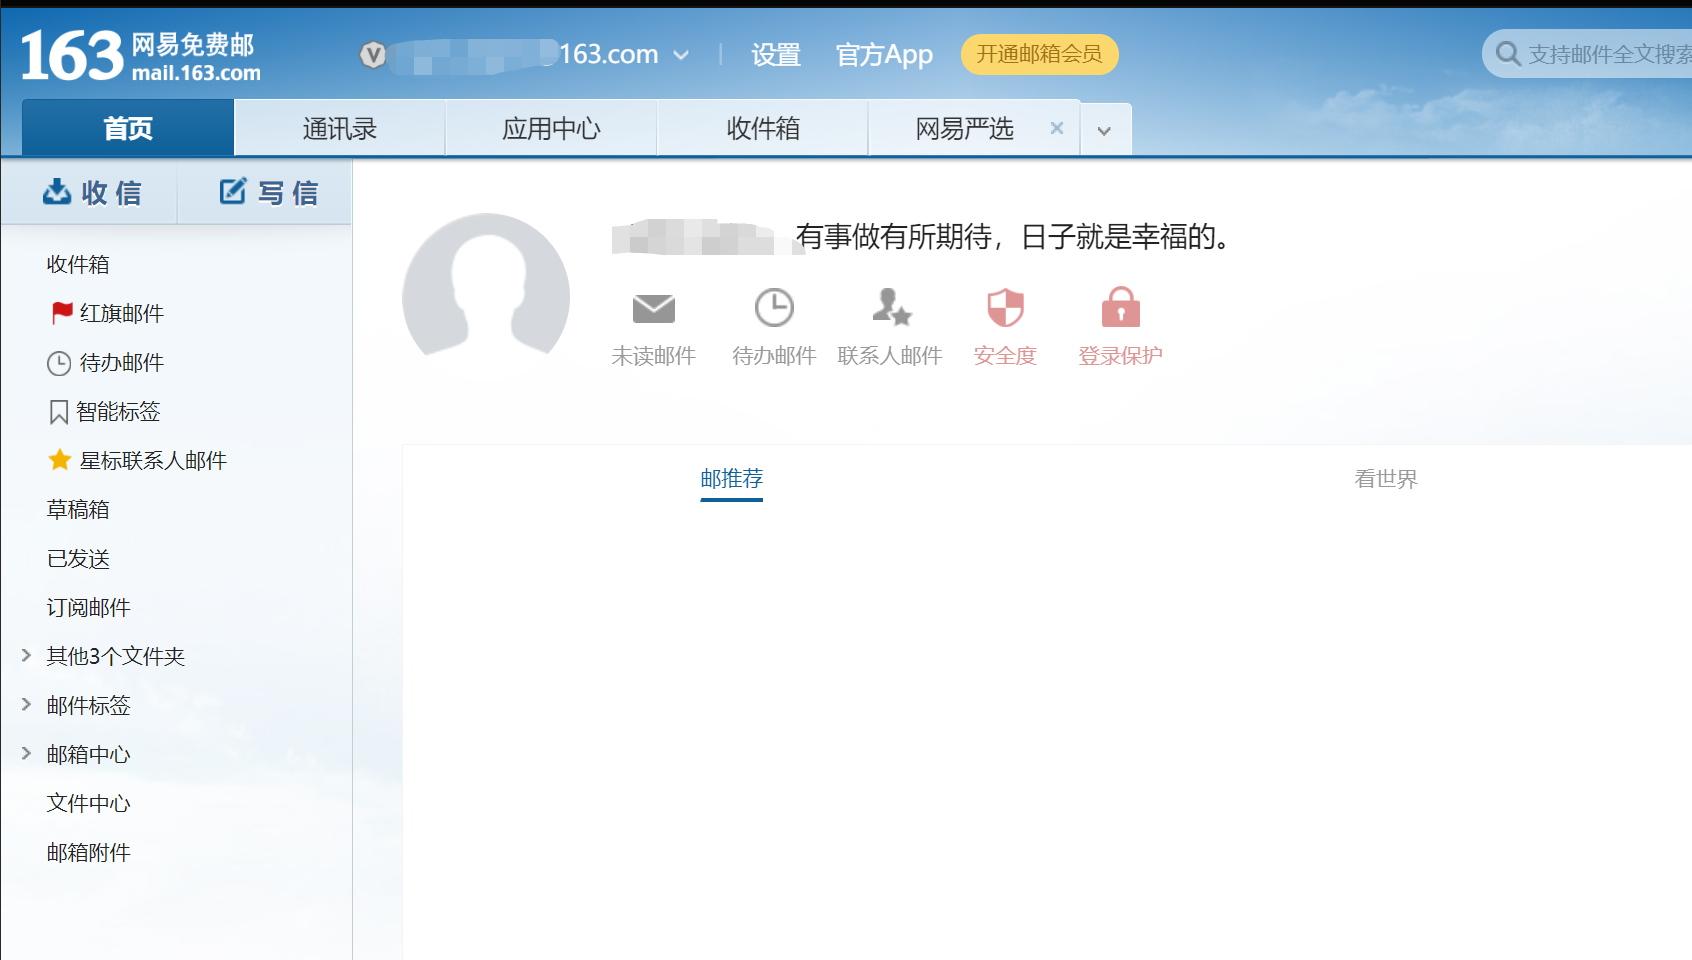 163 网易免费邮
mail.163.com
V 163.com 设置 官方App 开通邮箱会员 支持邮件全文搜索
首页 通讯录 应用中心 收件箱 网易严选
收信 写信
收件箱
红旗邮件
待办邮件
智能标签
星标联系人邮件
草稿箱
已发送
订阅邮件
其他3个文件夹
邮件标签
邮箱中心
文件中心
邮箱附件
有事做有所期待，日子就是幸福的。
未读邮件 待办邮件 联系人邮件 安全度 登录保护
邮推荐 看世界